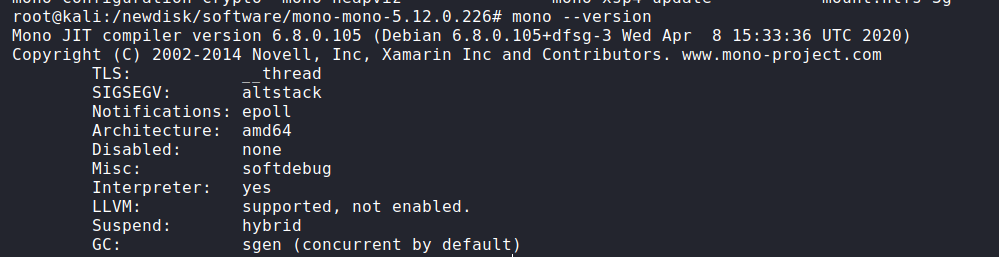 root@kali:/newdisk/software/mono-mono-5.12.0.226# mono --version
Mono JIT compiler version 6.8.0.105 (Debian 6.8.0.105+dfsg-3 Wed Apr  8 15:33:36 UTC 2020)
Copyright (C) 2002-2014 Novell, Inc, Xamarin Inc and Contributors. www.mono-project.com
        TLS:           __thread
        SIGSEGV:       altstack
        Notifications: epoll
        Architecture:  amd64
        Disabled:      none
        Misc:          softdebug
        Interpreter:   yes
        LLVM:          supported, not enabled.
        Suspend:       hybrid
        GC:            sgen (concurrent by default)